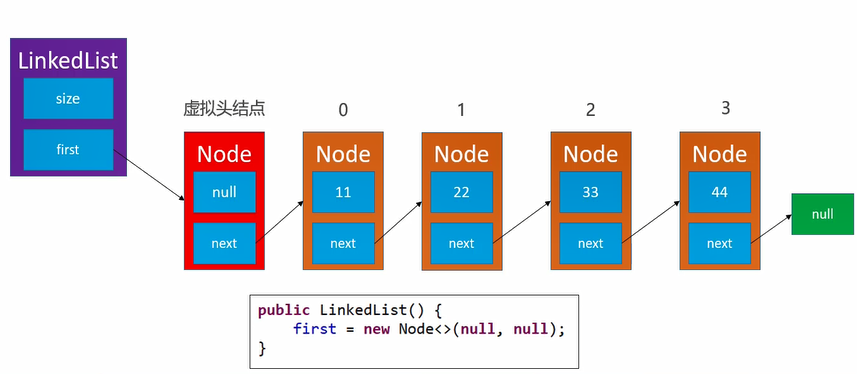 LinkedList
size
first
虚拟头结点
0
1
2
3
Node
null
next
Node
11
next
Node
22
next
Node
33
next
Node
44
next
null
public LinkedList() {
    first = new Node<>(null, null);
}